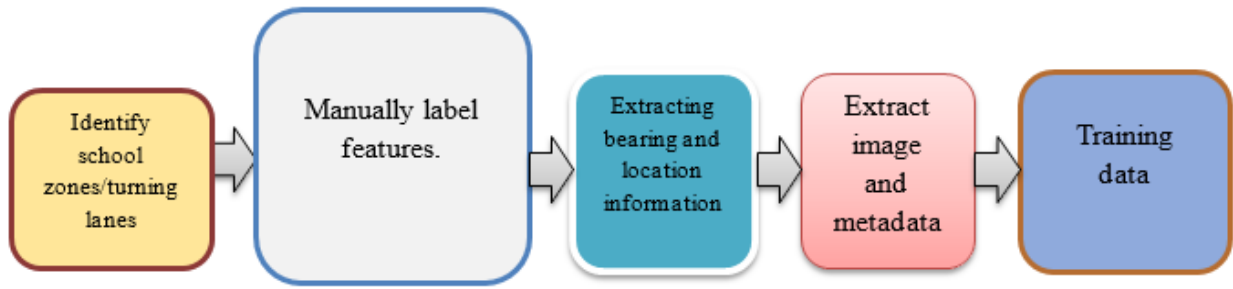 Identify
school
zones/turning
lanes
Manually label
features.
Extracting
bearing and
location
information
Extract
image
and
metadata
Training
data